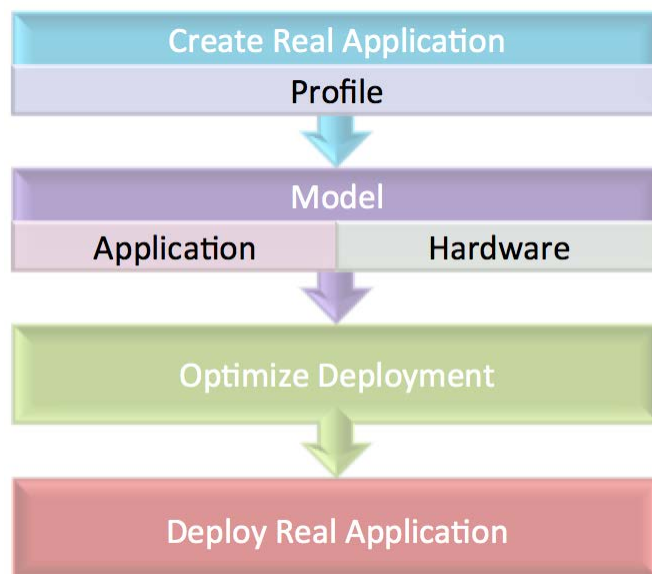 Create Real Application
Profile
Model
Application Hardware
Optimize Deployment
Deploy Real Application